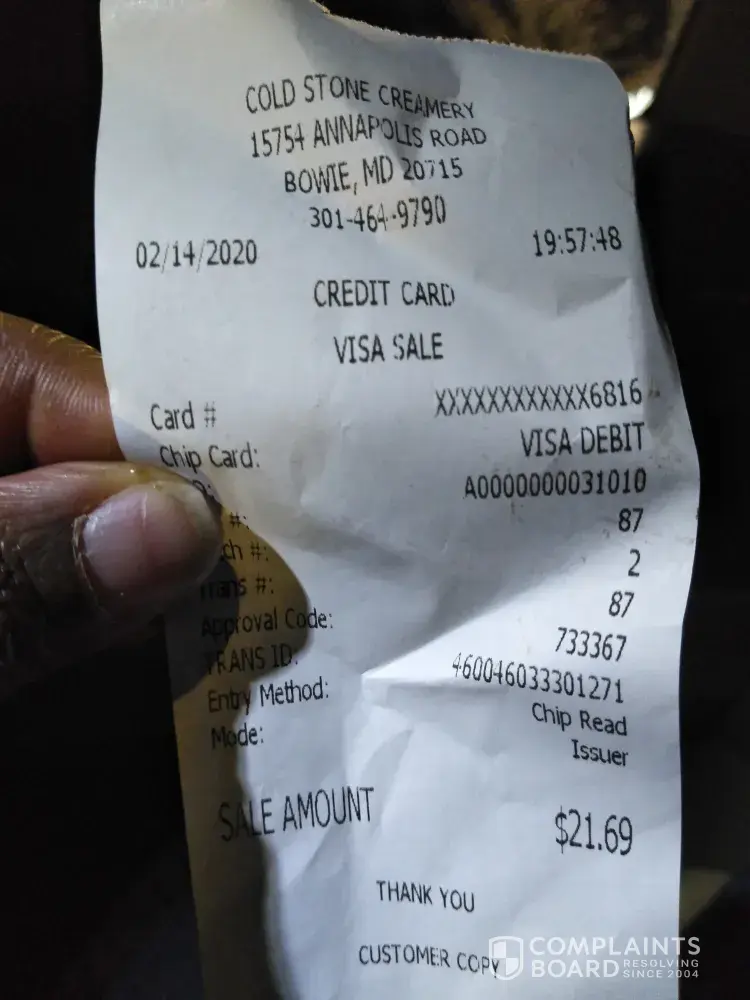 COLD STONE CREAMERY
15754 ANNAPOLIS ROAD
BOWIE, MD 20715
301-464-9790
02/14/2020 19:57:48
CREDIT CARD
VISA SALE
Card # XXXXXXXXXXXX6816
Chip Card: VISA DEBIT
A0000000031010
#: 87
ch #: 2
Trans #: 87
Approval Code: 733367
TRANS ID: 460046033301271
Entry Method: Chip Read
Mode: Issuer
SALE AMOUNT $21.69
THANK YOU
CUSTOMER COPY
COMPLAINTS
BOARD RESOLVING
SINCE 2004